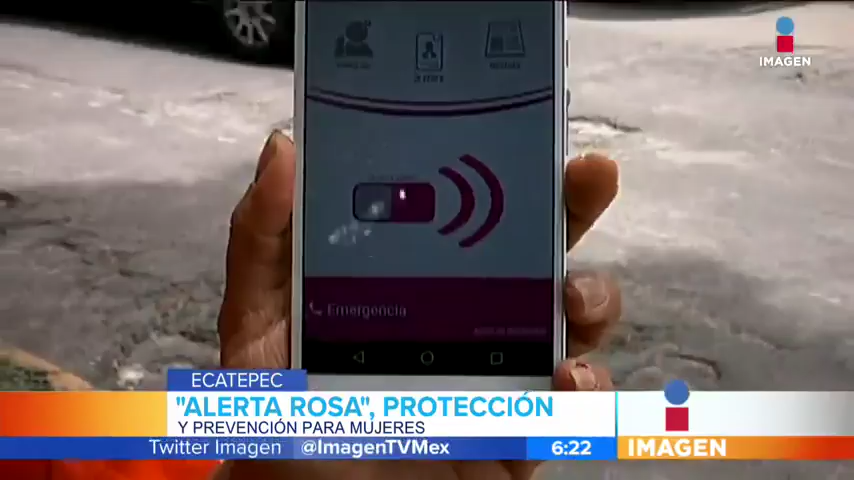 IMAGEN
Emergencia
ECATEPEC
"ALERTA ROSA", PROTECCIÓN
Y PREVENCIÓN PARA MUJERES
Twitter Imagen @ImagenTVMex 6:22 IMAGEN